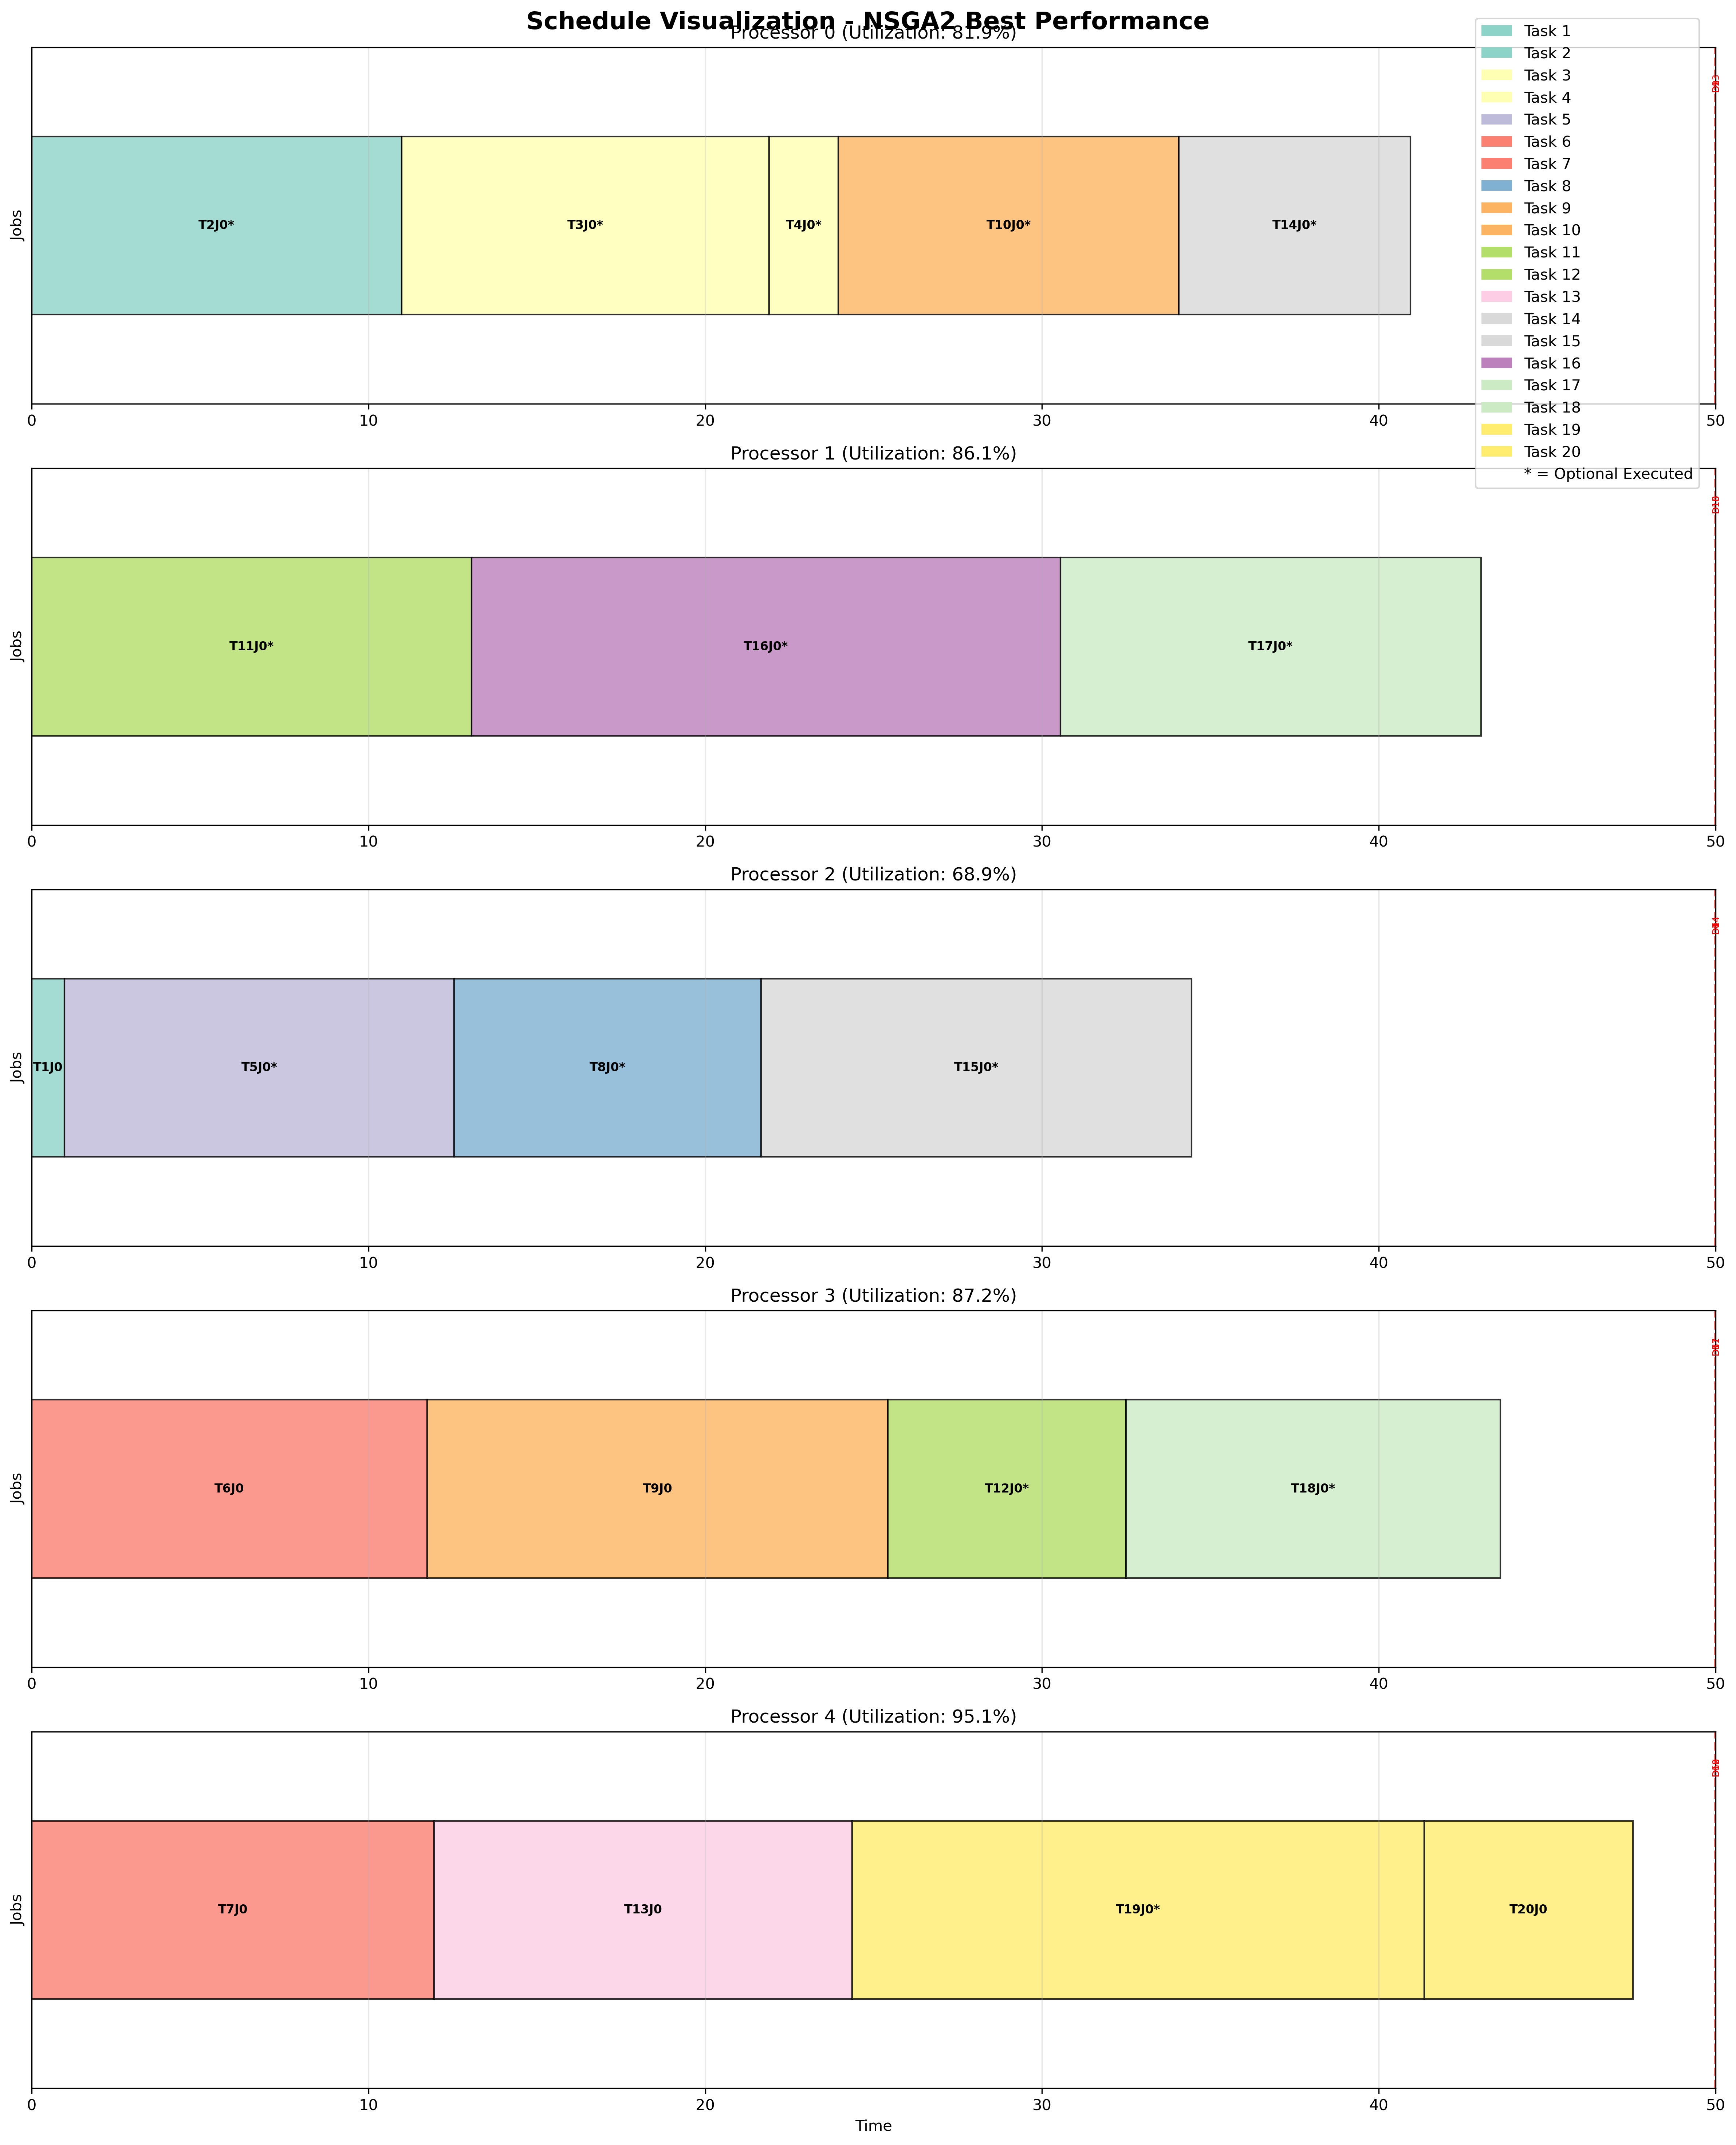 Schedule Visualization - NSGA2 Best Performance
Processor 0 (Utilization: 81.9%)
Task 1
Task 2
Task 3
Task 4
Task 5
Task 6
Task 7
Task 8
Task 9
Task 10
Task 11
Task 12
Task 13
Task 14
Task 15
Task 16
Task 17
Task 18
Task 19
Task 20
* = Optional Executed
Jobs
T2J0*
T3J0*
T4J0*
T10J0*
T14J0*
0 10 20 30 40 50
Processor 1 (Utilization: 86.1%)
Jobs
T11J0*
T16J0*
T17J0*
0 10 20 30 40 50
Processor 2 (Utilization: 68.9%)
Jobs
T1J0
T5J0*
T8J0*
T15J0*
0 10 20 30 40 50
Processor 3 (Utilization: 87.2%)
Jobs
T6J0
T9J0
T12J0*
T18J0*
0 10 20 30 40 50
Processor 4 (Utilization: 95.1%)
Jobs
T7J0
T13J0
T19J0*
T20J0
0 10 20 30 40 50
Time